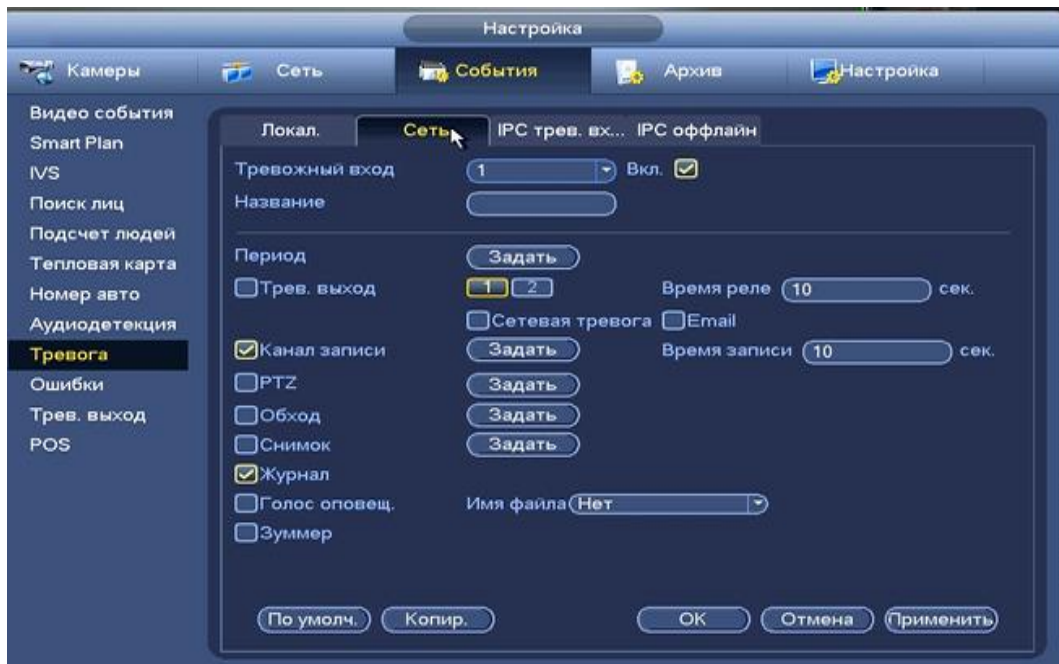 Настройка
Камеры Сеть События Архив Настройка
Видео события
Smart Plan
IVS
Поиск лиц
Подсчет людей
Тепловая карта
Номер авто
Аудиодетекция
Тревога
Ошибки
Трев. выход
POS
Локал. Сеть IPC трев. вх... IPC оффлайн
Тревожный вход 1 Вкл.
Название
Период Задать
Трев. выход 1 2 Время реле 10 сек.
Сетевая тревога Email
Канал записи Задать Время записи 10 сек.
PTZ Задать
Обход Задать
Снимок Задать
Журнал
Голос оповещ. Имя файла Нет
Зуммер
По умолч. Копир. OK Отмена Применить